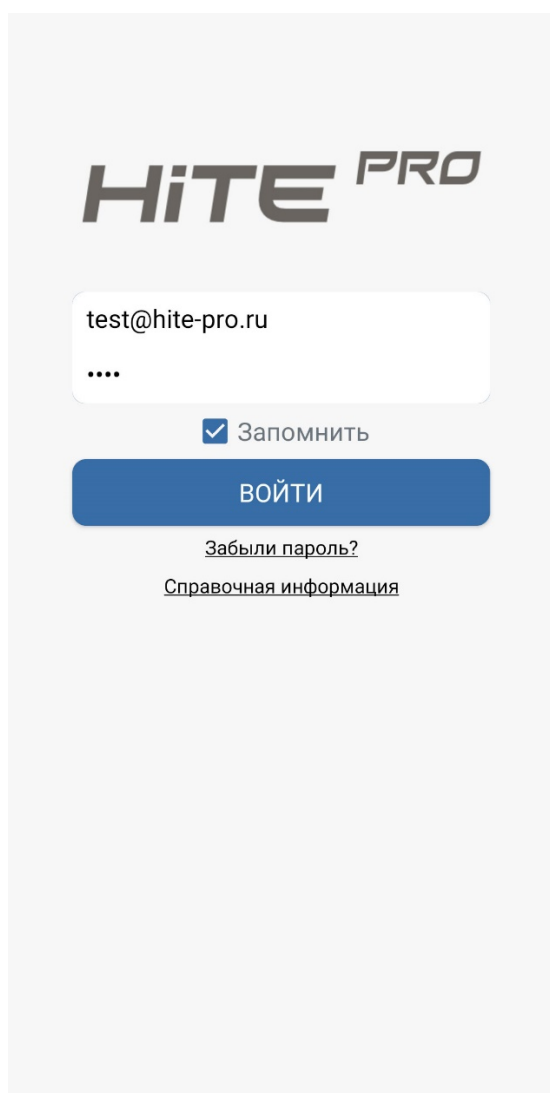 HiTE PRO
test@hite-pro.ru
••••
Запомнить
ВОЙТИ
Забыли пароль?
Справочная информация